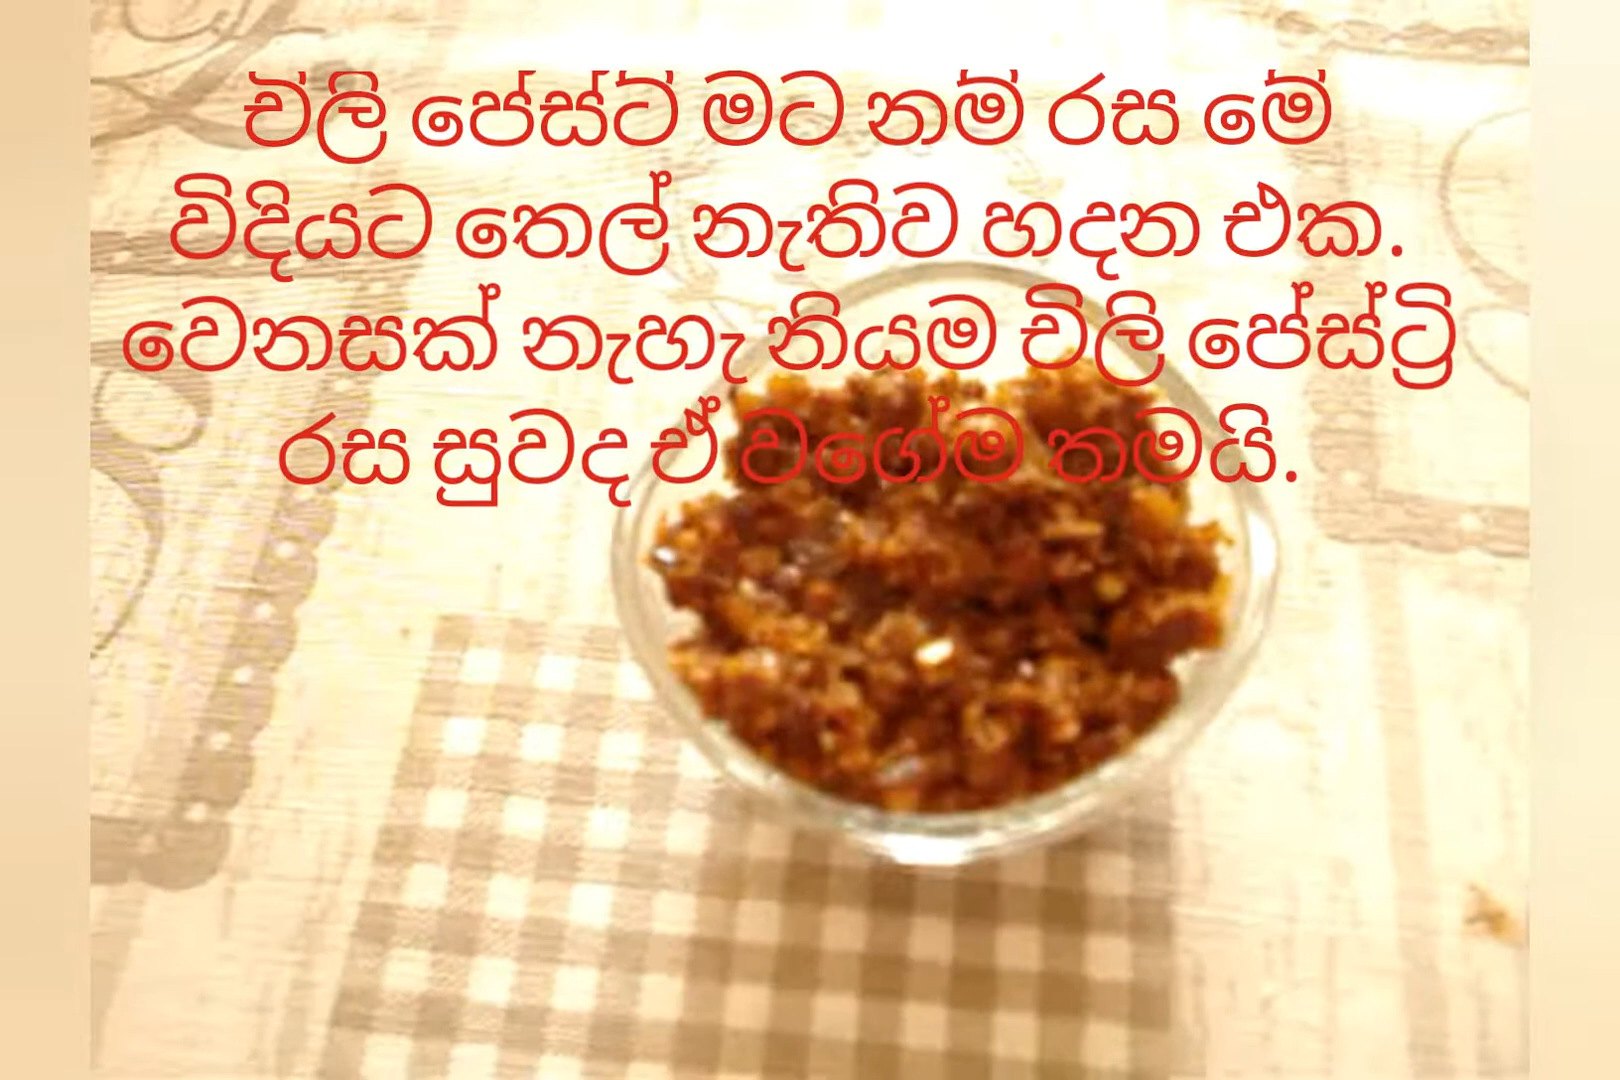 චිලි පේස්ට් මට නම් රස මේ
විදියට තෙල් නැතිව හදන එක.
වෙනසක් නැහැ නියම චිලි පේස්ට්‍රි
රස සුවද ඒ වගේම තමයි.